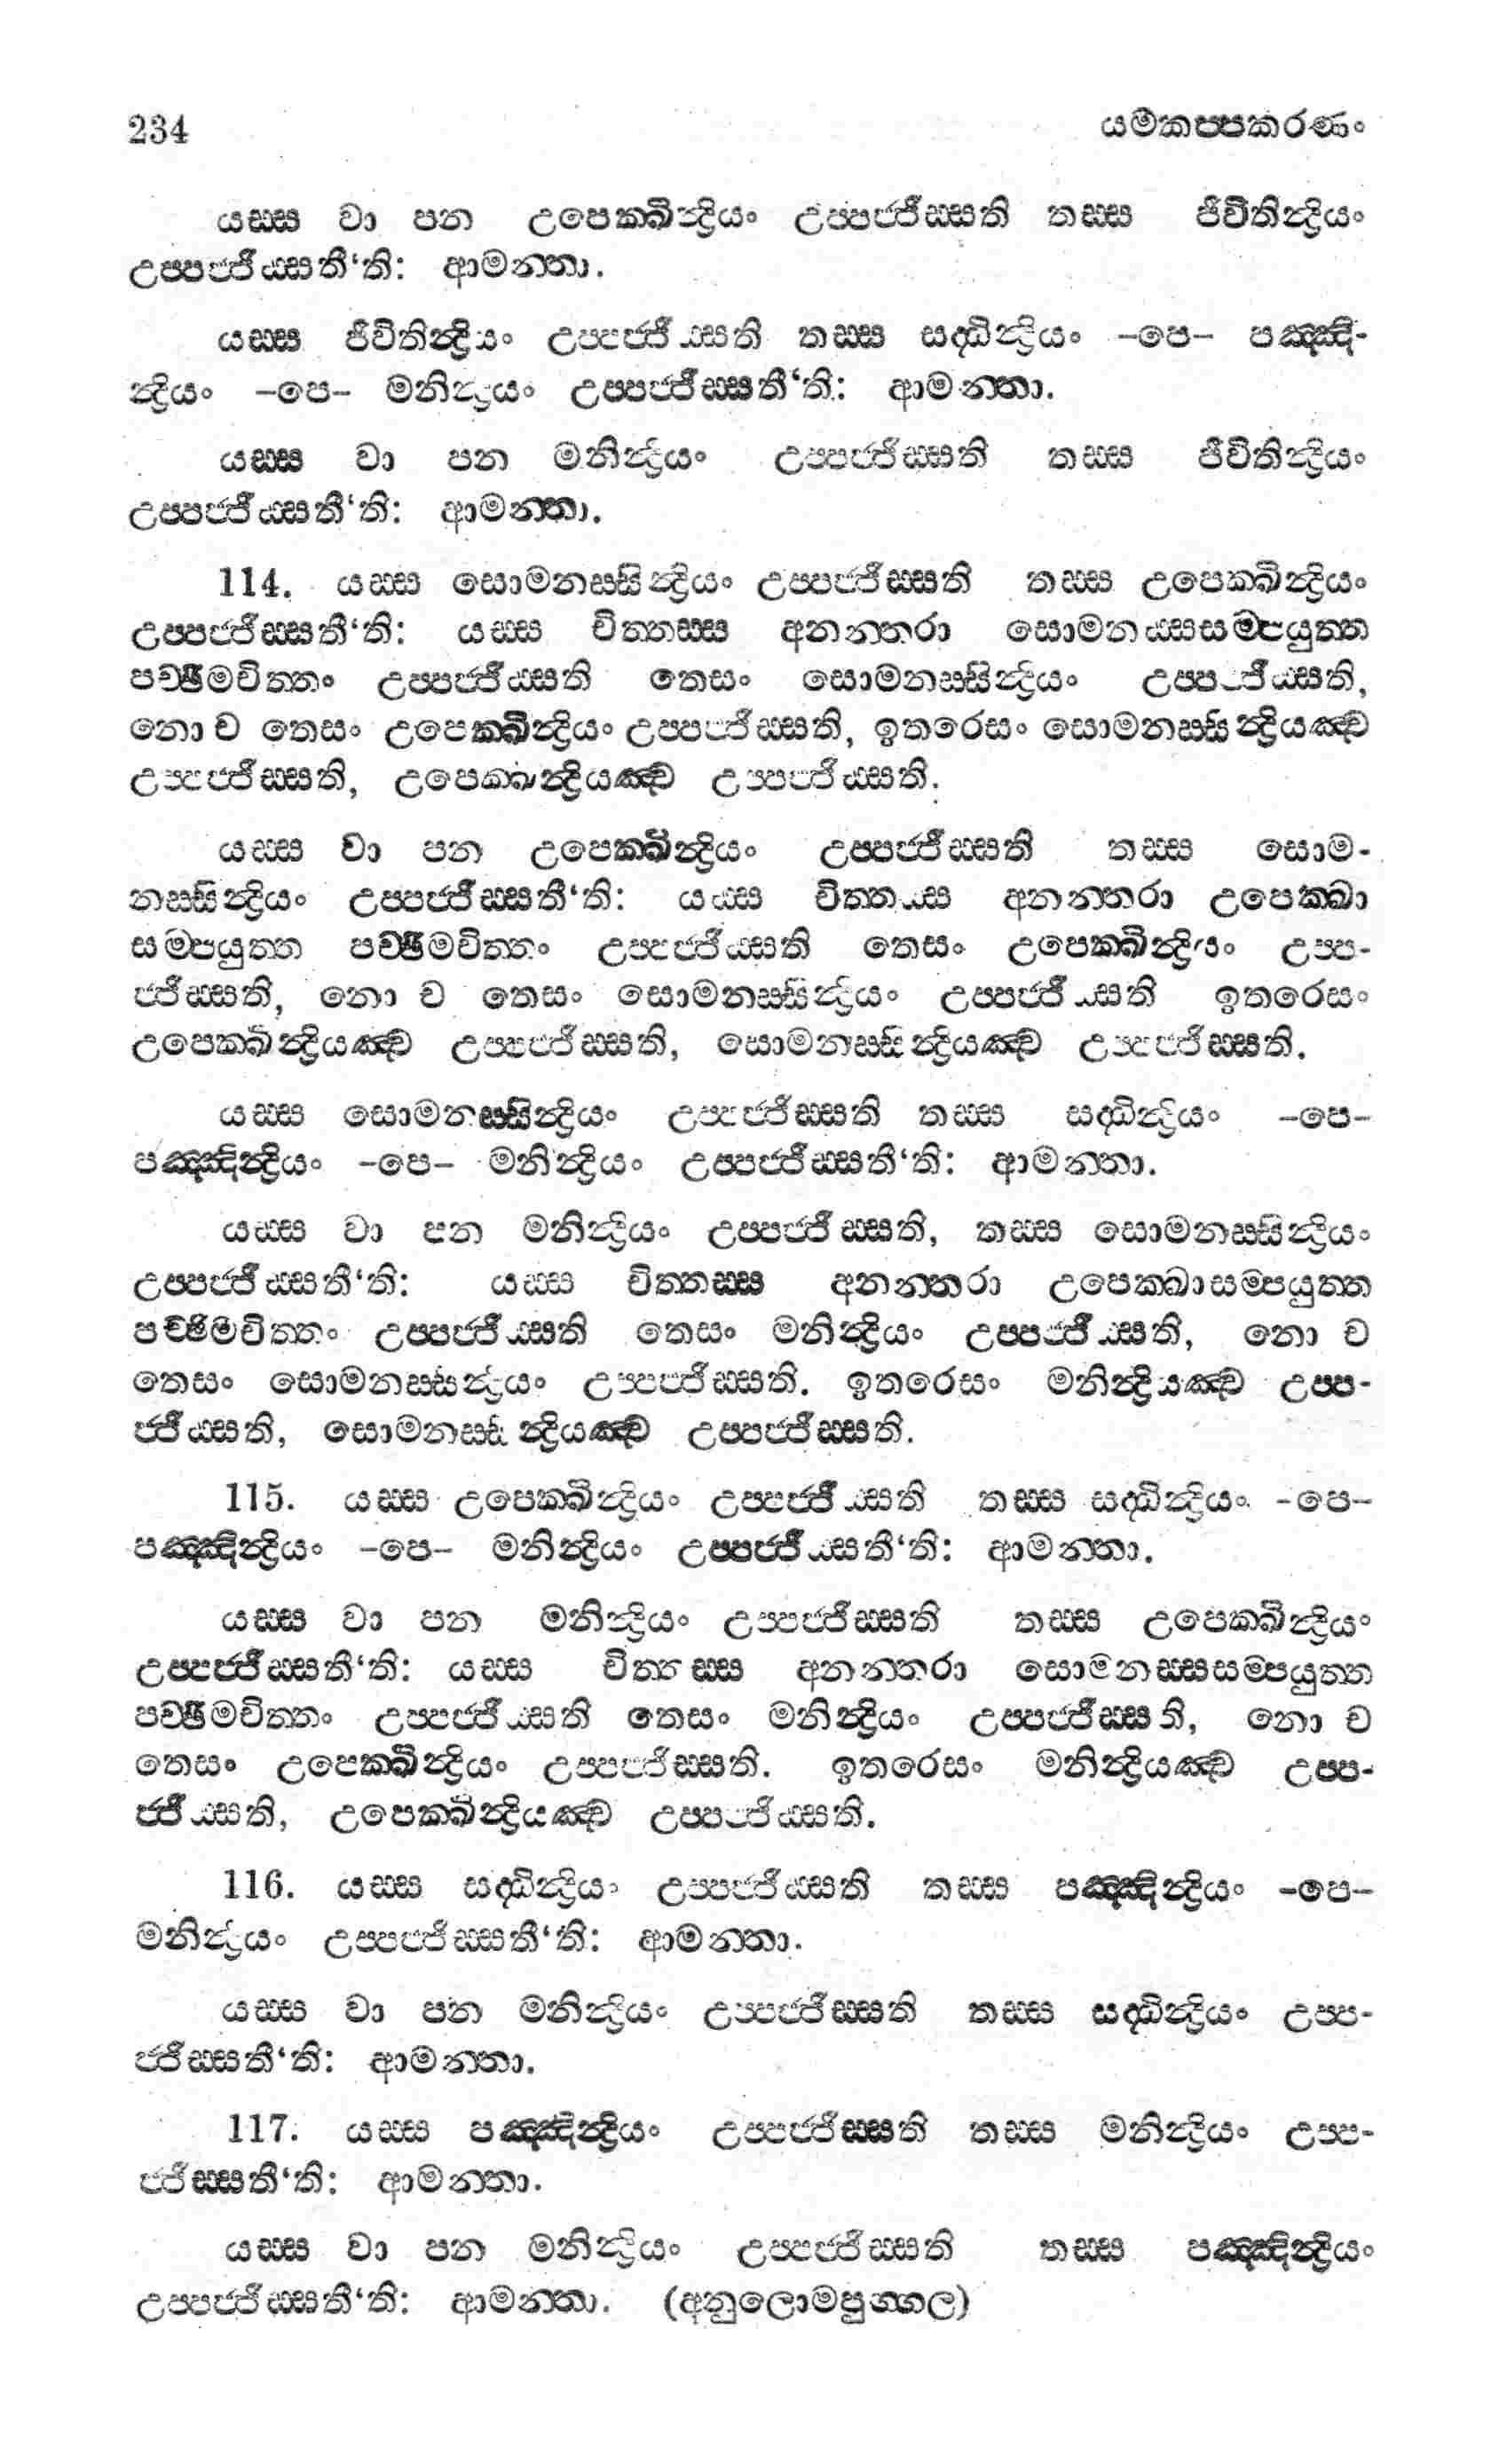 234 යමකප්පකරණං
යස්ස වා පන උපෙක්ඛින්ද්‍රියං උප්පජ්ජිස්සති තස්ස ජීවිතින්ද්‍රියං
උප්පජ්ජිස්සතී‘ති: ආමන්තා.
යස්ස ජීවිතින්ද්‍රියං උප්පජ්ජිස්සති තස්ස සද්ධින්ද්‍රියං –පෙ– පඤ්ඤි-
න්ද්‍රියං –පෙ– මනින්ද්‍රියං උප්පජ්ජිස්සතී‘ති: ආමන්තා.
යස්ස වා පන මනින්ද්‍රියං උප්පජ්ජිස්සති තස්ස ජීවිතින්ද්‍රියං
උප්පජ්ජිස්සතී‘ති: ආමන්තා.
114. යස්ස සොමනස්සින්ද්‍රියං උප්පජ්ජිස්සති තස්ස උපෙක්ඛින්ද්‍රියං
උප්පජ්ජිස්සතී‘ති: යස්ස චිත්තස්ස අනන්තරා සොමනස්සසම්පයුත්ත
පච්ඡිමචිත්තං උප්පජ්ජිස්සති තෙසං සොමනස්සින්ද්‍රියං උප්පජ්ජිස්සති,
නො ච තෙසං උපෙක්ඛින්ද්‍රියං උප්පජ්ජිස්සති, ඉතරෙසං සොමනස්සින්ද්‍රියඤ්ච
උප්පජ්ජිස්සති, උපෙක්ඛින්ද්‍රියඤ්ච උප්පජ්ජිස්සති.
යස්ස වා පන උපෙක්ඛින්ද්‍රියං උප්පජ්ජිස්සති තස්ස සොම-
නස්සින්ද්‍රියං උප්පජ්ජිස්සතී‘ති: යස්ස චිත්තස්ස අනන්තරා උපෙක්ඛා
සම්පයුත්ත පච්ඡිමචිත්තං උප්පජ්ජිස්සති තෙසං උපෙක්ඛින්ද්‍රියං උප්ප-
ජ්ජිස්සති, නො ච තෙසං සොමනස්සින්ද්‍රියං උප්පජ්ජිස්සති ඉතරෙසං
උපෙක්ඛින්ද්‍රියඤ්ච උප්පජ්ජිස්සති, සොමනස්සින්ද්‍රියඤ්ච උප්පජ්ජිස්සති.
යස්ස සොමනස්සින්ද්‍රියං උප්පජ්ජිස්සති තස්ස සද්ධින්ද්‍රියං –පෙ–
පඤ්ඤින්ද්‍රියං –පෙ– මනින්ද්‍රියං උප්පජ්ජිස්සතී‘ති: ආමන්තා.
යස්ස වා පන මනින්ද්‍රියං උප්පජ්ජිස්සති, තස්ස සොමනස්සින්ද්‍රියං
උප්පජ්ජිස්සතී‘ති: යස්ස චිත්තස්ස අනන්තරා උපෙක්ඛාසම්පයුත්ත
පච්ඡිමචිත්තං උප්පජ්ජිස්සති තෙසං මනින්ද්‍රියං උප්පජ්ජිස්සති, නො ච
තෙසං සොමනස්සින්ද්‍රියං උප්පජ්ජිස්සති. ඉතරෙසං මනින්ද්‍රියඤ්ච උප්ප-
ජ්ජිස්සති, සොමනස්සින්ද්‍රියඤ්ච උප්පජ්ජිස්සති.
115. යස්ස උපෙක්ඛින්ද්‍රියං උප්පජ්ජිස්සති තස්ස සද්ධින්ද්‍රියං –පෙ–
පඤ්ඤින්ද්‍රියං –පෙ– මනින්ද්‍රියං උප්පජ්ජිස්සතී‘ති: ආමන්තා.
යස්ස වා පන මනින්ද්‍රියං උප්පජ්ජිස්සති තස්ස උපෙක්ඛින්ද්‍රියං
උප්පජ්ජිස්සතී‘ති: යස්ස චිත්තස්ස අනන්තරා සොමනස්සසම්පයුත්ත
පච්ඡිමචිත්තං උප්පජ්ජිස්සති තෙසං මනින්ද්‍රියං උප්පජ්ජිස්සති, නො ච
තෙසං උපෙක්ඛින්ද්‍රියං උප්පජ්ජිස්සති. ඉතරෙසං මනින්ද්‍රියඤ්ච උප්ප-
ජ්ජිස්සති, උපෙක්ඛින්ද්‍රියඤ්ච උප්පජ්ජිස්සති.
116. යස්ස සද්ධින්ද්‍රියං උප්පජ්ජිස්සති තස්ස පඤ්ඤින්ද්‍රියං –පෙ–
මනින්ද්‍රියං උප්පජ්ජිස්සතී‘ති: ආමන්තා.
යස්ස වා පන මනින්ද්‍රියං උප්පජ්ජිස්සති තස්ස සද්ධින්ද්‍රියං උප්ප-
ජ්ජිස්සතී‘ති: ආමන්තා.
117. යස්ස පඤ්ඤින්ද්‍රියං උප්පජ්ජිස්සති තස්ස මනින්ද්‍රියං උප්ප-
ජ්ජිස්සතී‘ති: ආමන්තා.
යස්ස වා පන මනින්ද්‍රියං උප්පජ්ජිස්සති තස්ස පඤ්ඤින්ද්‍රියං
උප්පජ්ජිස්සතී‘ති: ආමන්තා. (අනුලොමපුග්ගල)